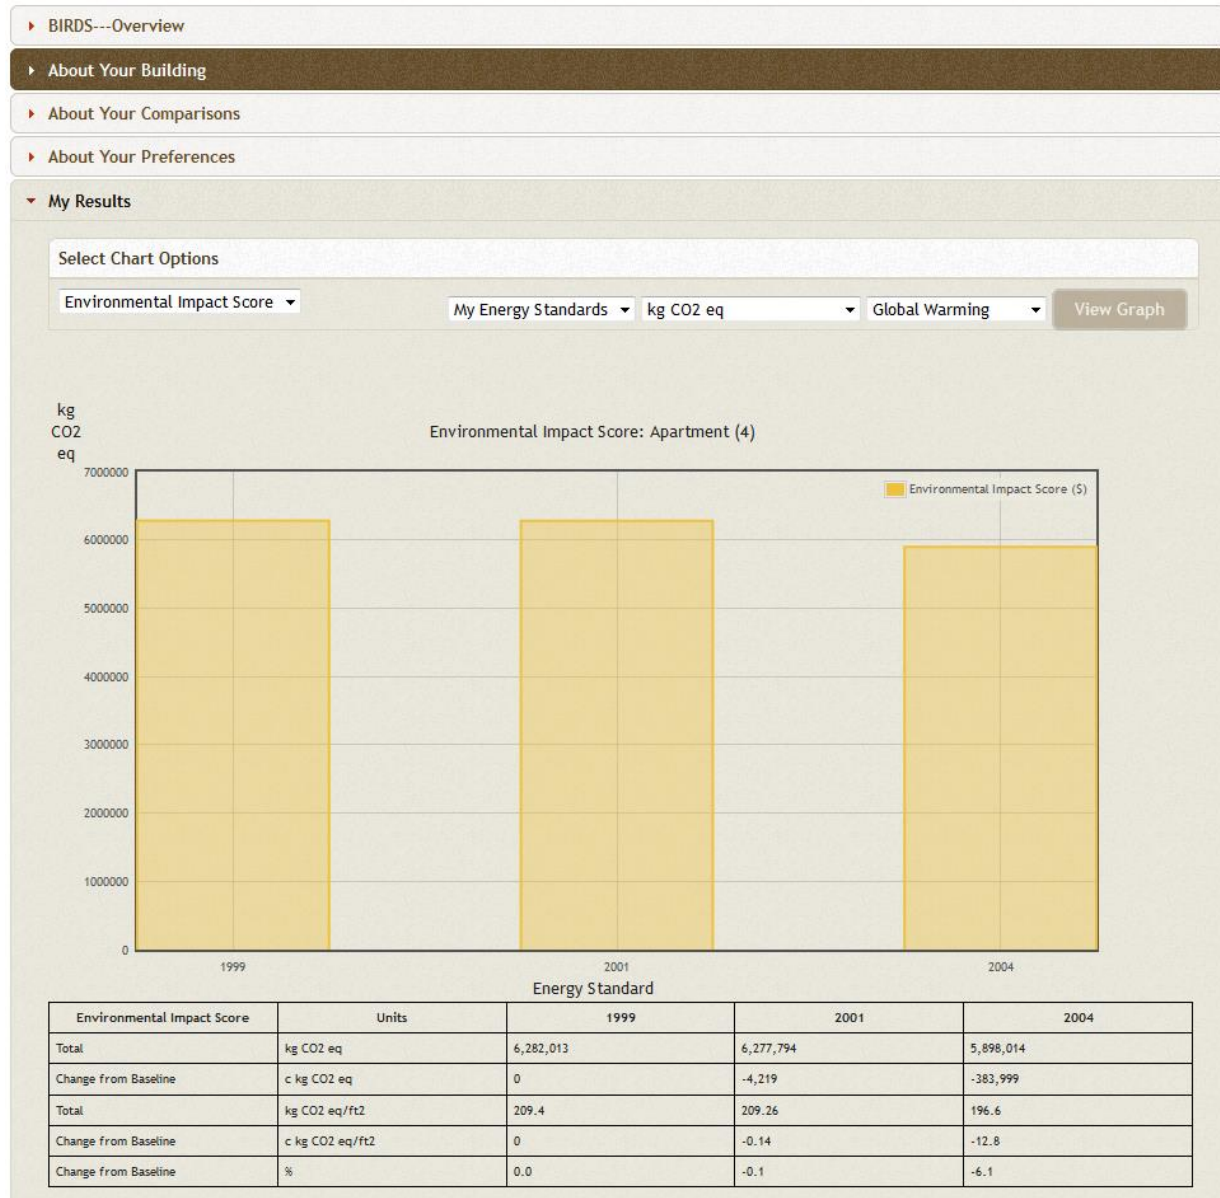 BIRDS---Overview
About Your Building
About Your Comparisons
About Your Preferences
My Results
Select Chart Options
Environmental Impact Score My Energy Standards kg CO2 eq Global Warming View Graph
kg
CO2
eq
Environmental Impact Score: Apartment (4)
Environmental Impact Score ($)
7000000
6000000
5000000
4000000
3000000
2000000
1000000
0
1999 2001 2004
Energy Standard
Environmental Impact Score Units 1999 2001 2004
Total kg CO2 eq 6,282,013 6,277,794 5,898,014
Change from Baseline c kg CO2 eq 0 -4,219 -383,999
Total kg CO2 eq/ft2 209.4 209.26 196.6
Change from Baseline c kg CO2 eq/ft2 0 -0.14 -12.8
Change from Baseline % 0.0 -0.1 -6.1